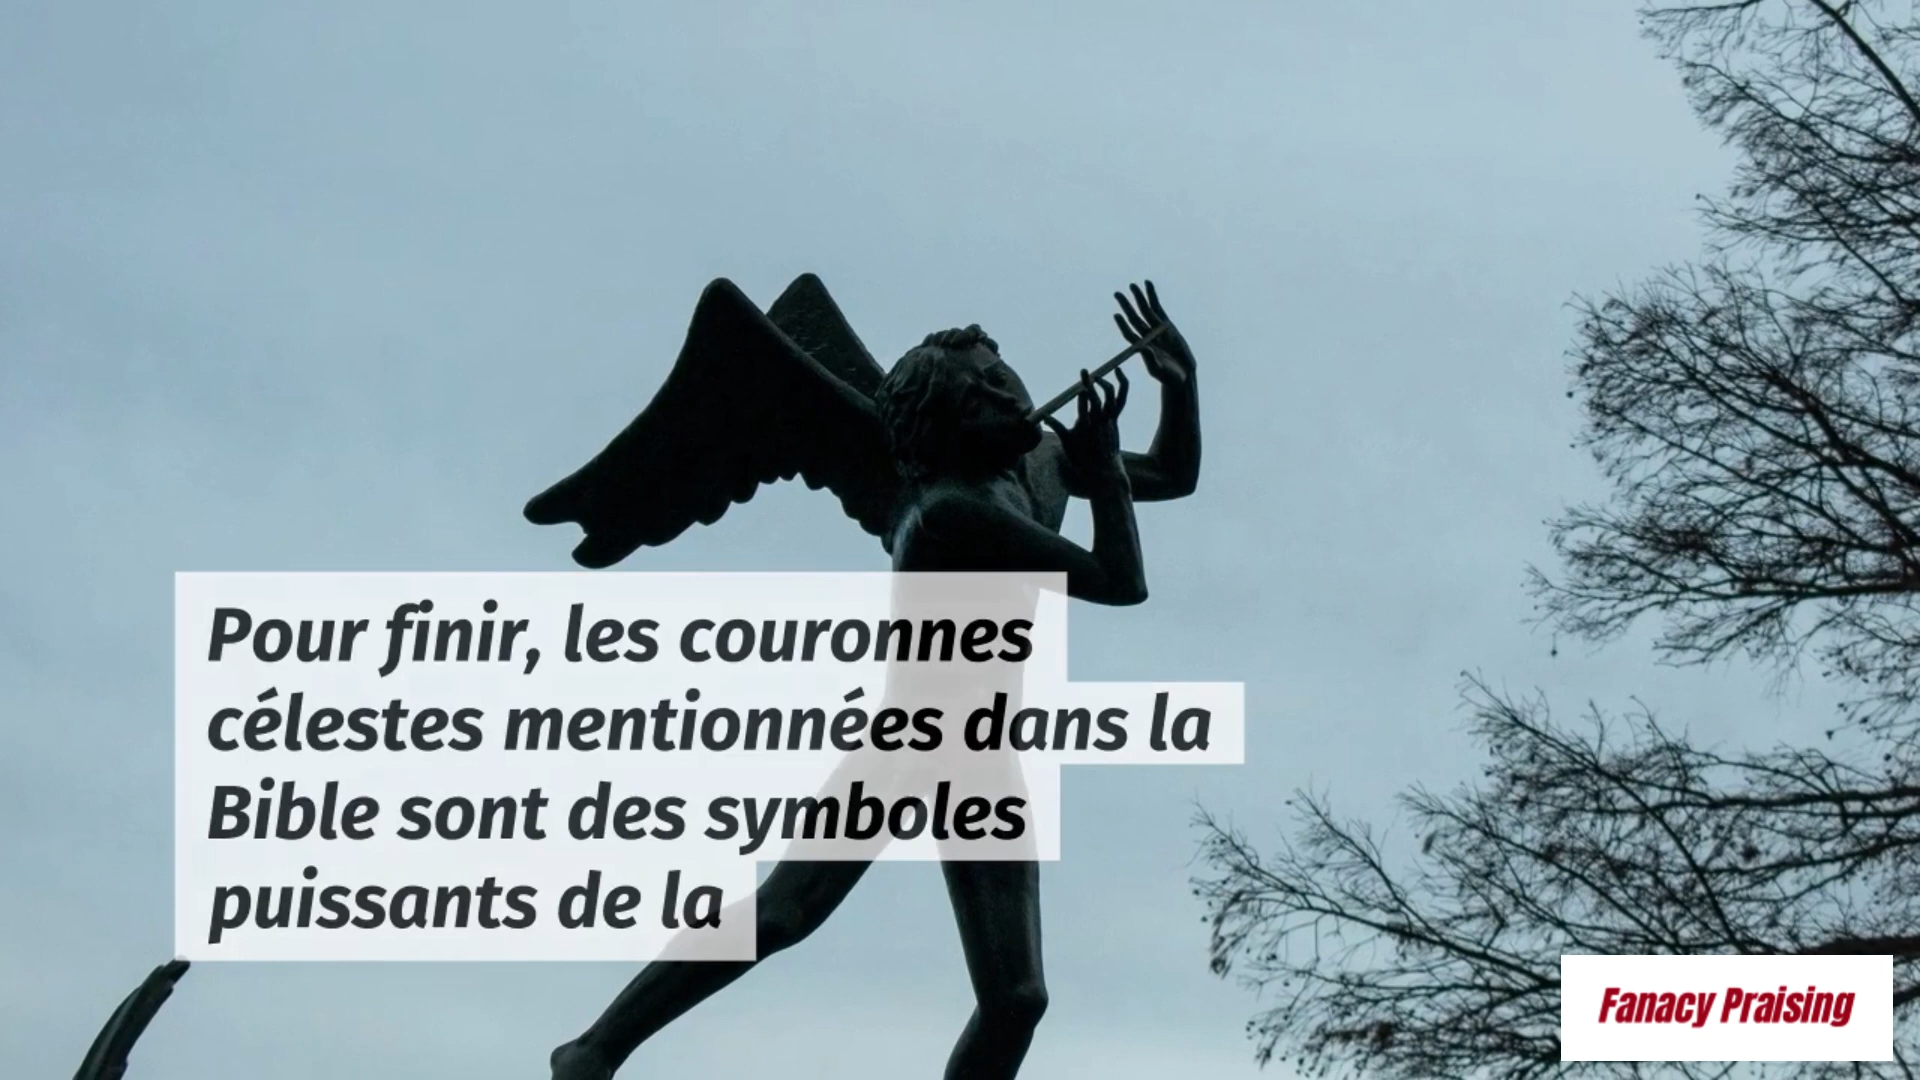 Pour finir, les couronnes
célestes mentionnées dans la
Bible sont des symboles
puissants de la
Fanacy Praising